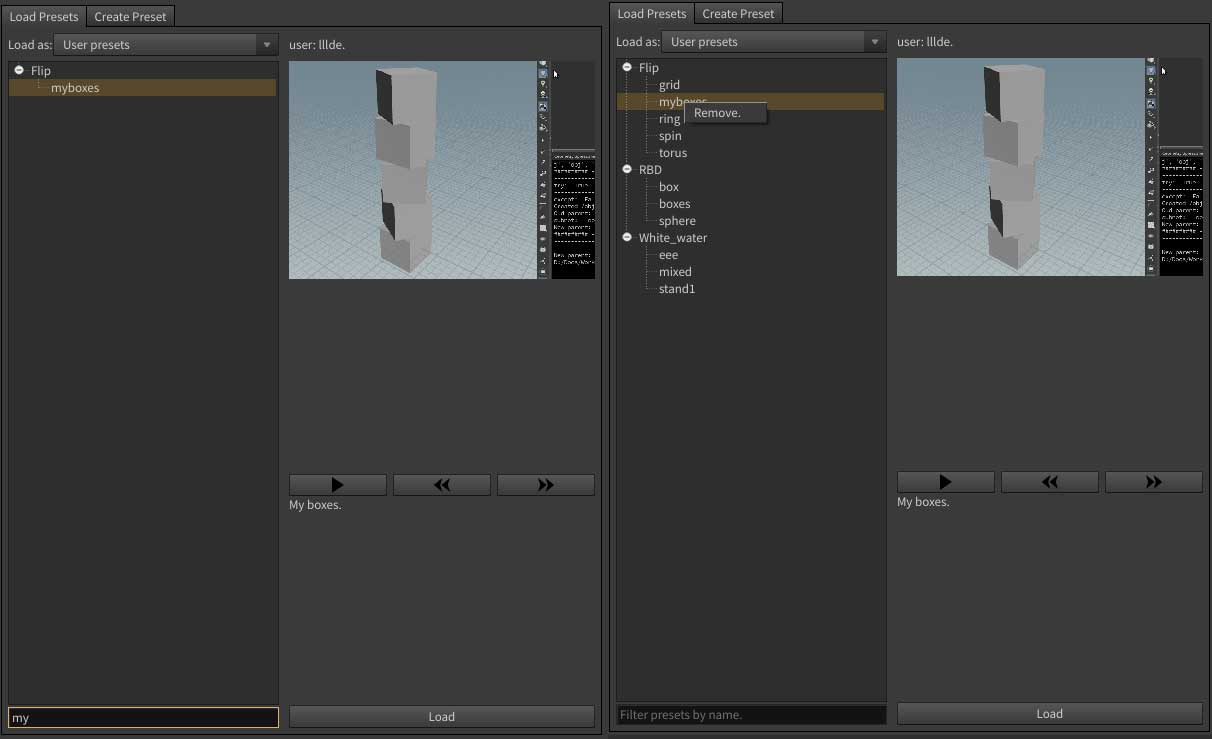 Load Presets
Create Preset
Load as:
User presets
user: lllde.
Flip
myboxes
My boxes.
my
Load
Load Presets
Create Preset
Load as:
User presets
user: lllde.
Flip
grid
myboxes
Remove.
ring
spin
torus
RBD
box
boxes
sphere
White_water
eee
mixed
stand1
My boxes.
Filter presets by name.
Load